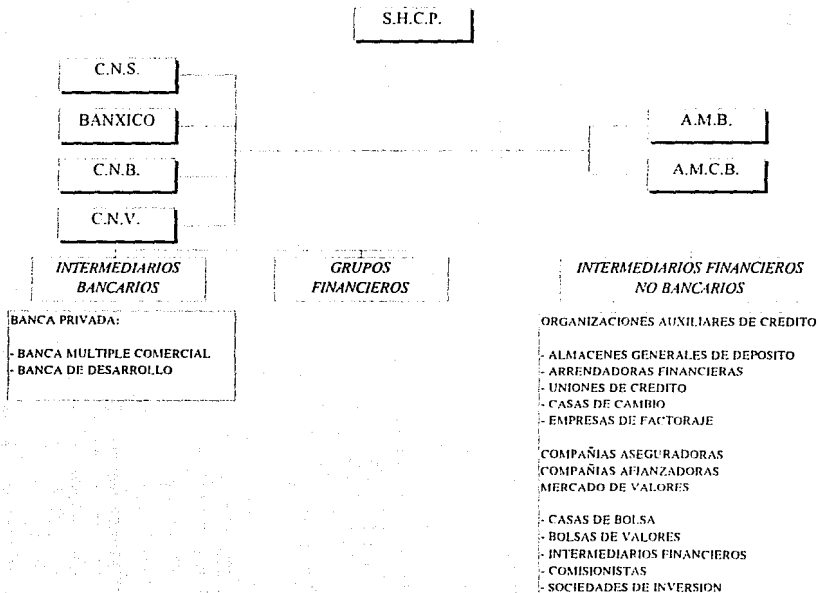 S.H.C.P.
C.N.S.
BANXICO
C.N.B.
C.N.V.
A.M.B.
A.M.C.B.
INTERMEDIARIOS
BANCARIOS
GRUPOS
FINANCIEROS
INTERMEDIARIOS FINANCIEROS
NO BANCARIOS
BANCA PRIVADA:
- BANCA MULTIPLE COMERCIAL
- BANCA DE DESARROLLO
ORGANIZACIONES AUXILIARES DE CREDITO
- ALMACENES GENERALES DE DEPOSITO
- ARRENDADORAS FINANCIERAS
- UNIONES DE CREDITO
- CASAS DE CAMBIO
- EMPRESAS DE FACTORAJE
COMPAÑIAS ASEGURADORAS
COMPAÑIAS AFIANZADORAS
MERCADO DE VALORES
- CASAS DE BOLSA
- BOLSAS DE VALORES
- INTERMEDIARIOS FINANCIEROS
- COMISIONISTAS
- SOCIEDADES DE INVERSION